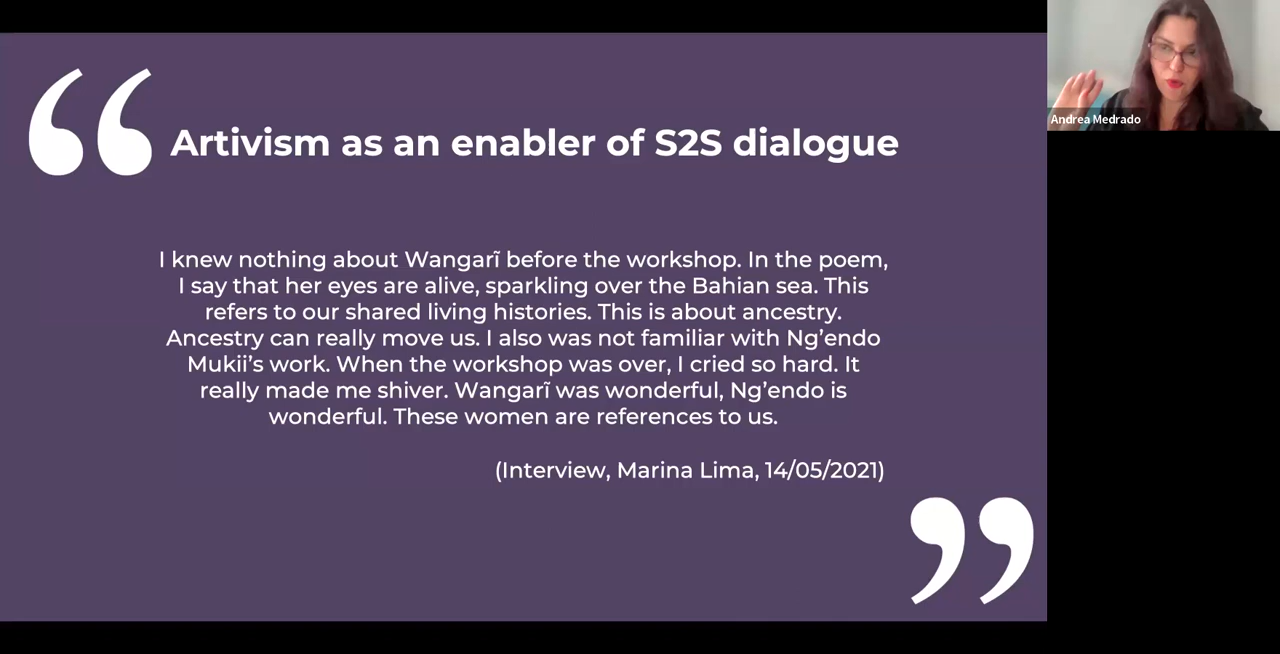 Artivism as an enabler of S2S dialogue
I knew nothing about Wangarĩ before the workshop. In the poem,
I say that her eyes are alive, sparkling over the Bahian sea. This
refers to our shared living histories. This is about ancestry.
Ancestry can really move us. I also was not familiar with Ng’endo
Mukii’s work. When the workshop was over, I cried so hard. It
really made me shiver. Wangarĩ was wonderful, Ng’endo is
wonderful. These women are references to us.
(Interview, Marina Lima, 14/05/2021)
Andrea Medrado